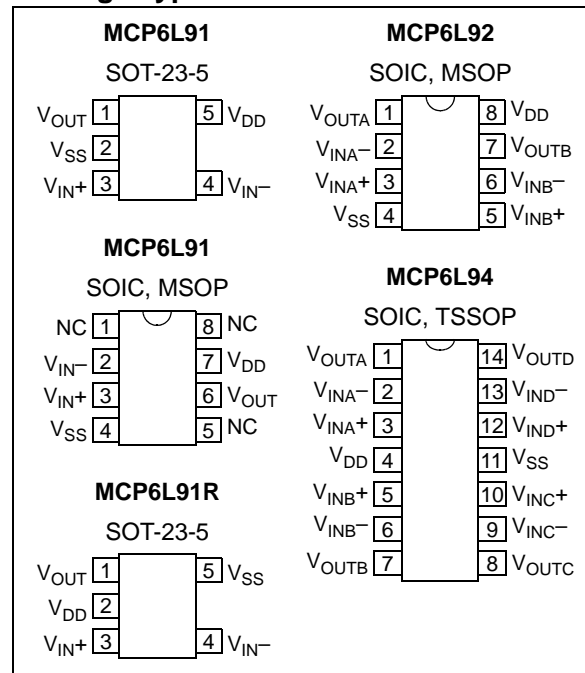 MCP6L91
SOT-23-5
VOUT 1 5 VDD
VSS 2
VIN+ 3 4 VIN–
MCP6L91
SOIC, MSOP
NC 1 8 NC
VIN– 2 7 VDD
VIN+ 3 6 VOUT
VSS 4 5 NC
MCP6L91R
SOT-23-5
VOUT 1 5 VSS
VDD 2
VIN+ 3 4 VIN–
MCP6L92
SOIC, MSOP
VOUTA 1 8 VDD
VINA– 2 7 VOUTB
VINA+ 3 6 VINB–
VSS 4 5 VINB+
MCP6L94
SOIC, TSSOP
VOUTA 1 14 VOUTD
VINA– 2 13 VIND–
VINA+ 3 12 VIND+
VDD 4 11 VSS
VINB+ 5 10 VINC+
VINB– 6 9 VINC–
VOUTB 7 8 VOUTC